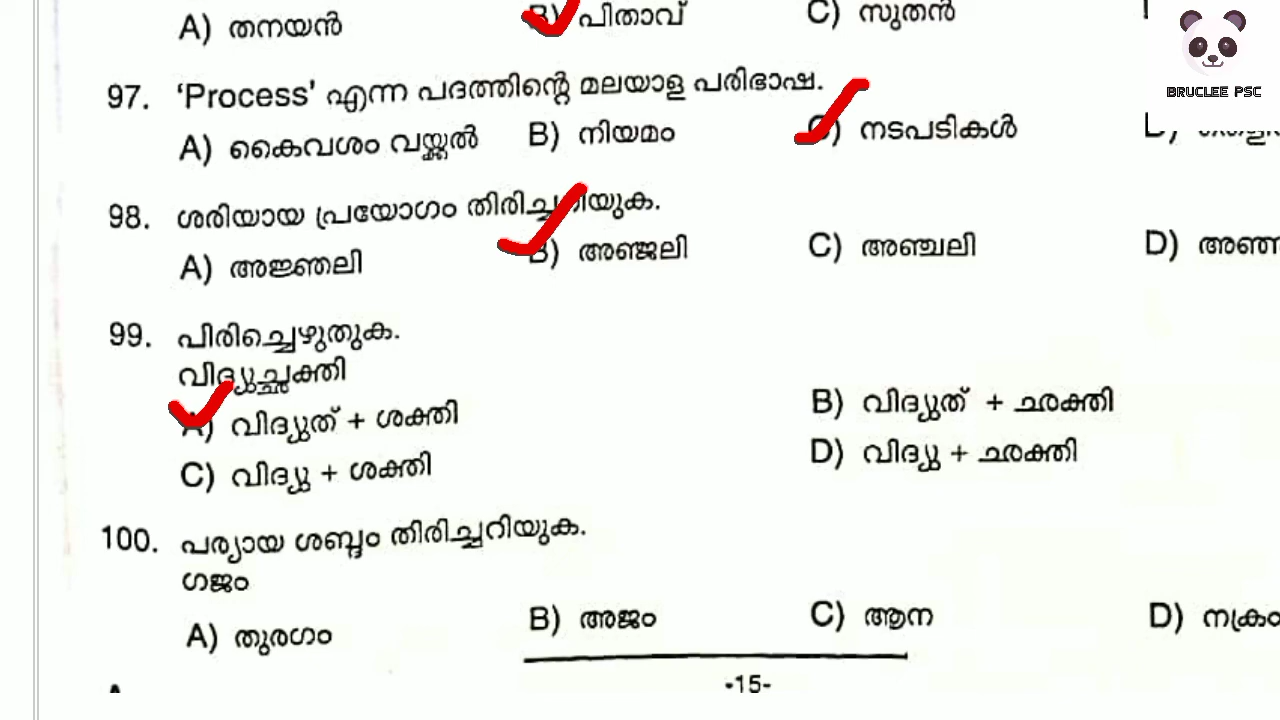 A) തനയൻ B) പിതാവ് C) സുതൻ
BRUCLEE PSC
97. 'Process' എന്ന പദത്തിന്റെ മലയാള പരിഭാഷ.
A) കൈവശം വയ്ക്കൽ B) നിയമം C) നടപടികൾ
98. ശരിയായ പ്രയോഗം തിരിച്ചറിയുക.
A) അജ്ഞലി B) അഞ്ജലി C) അഞ്ചലി D)
99. പിരിച്ചെഴുതുക.
വിദ്യുച്ഛക്തി
A) വിദ്യുത് + ശക്തി B) വിദ്യുത് + ഛക്തി
C) വിദ്യു + ശക്തി D) വിദ്യു + ഛക്തി
100. പര്യായ ശബ്ദം തിരിച്ചറിയുക.
ഗജം
A) തുരഗം B) അജം C) ആന D) നക്രം
-15-